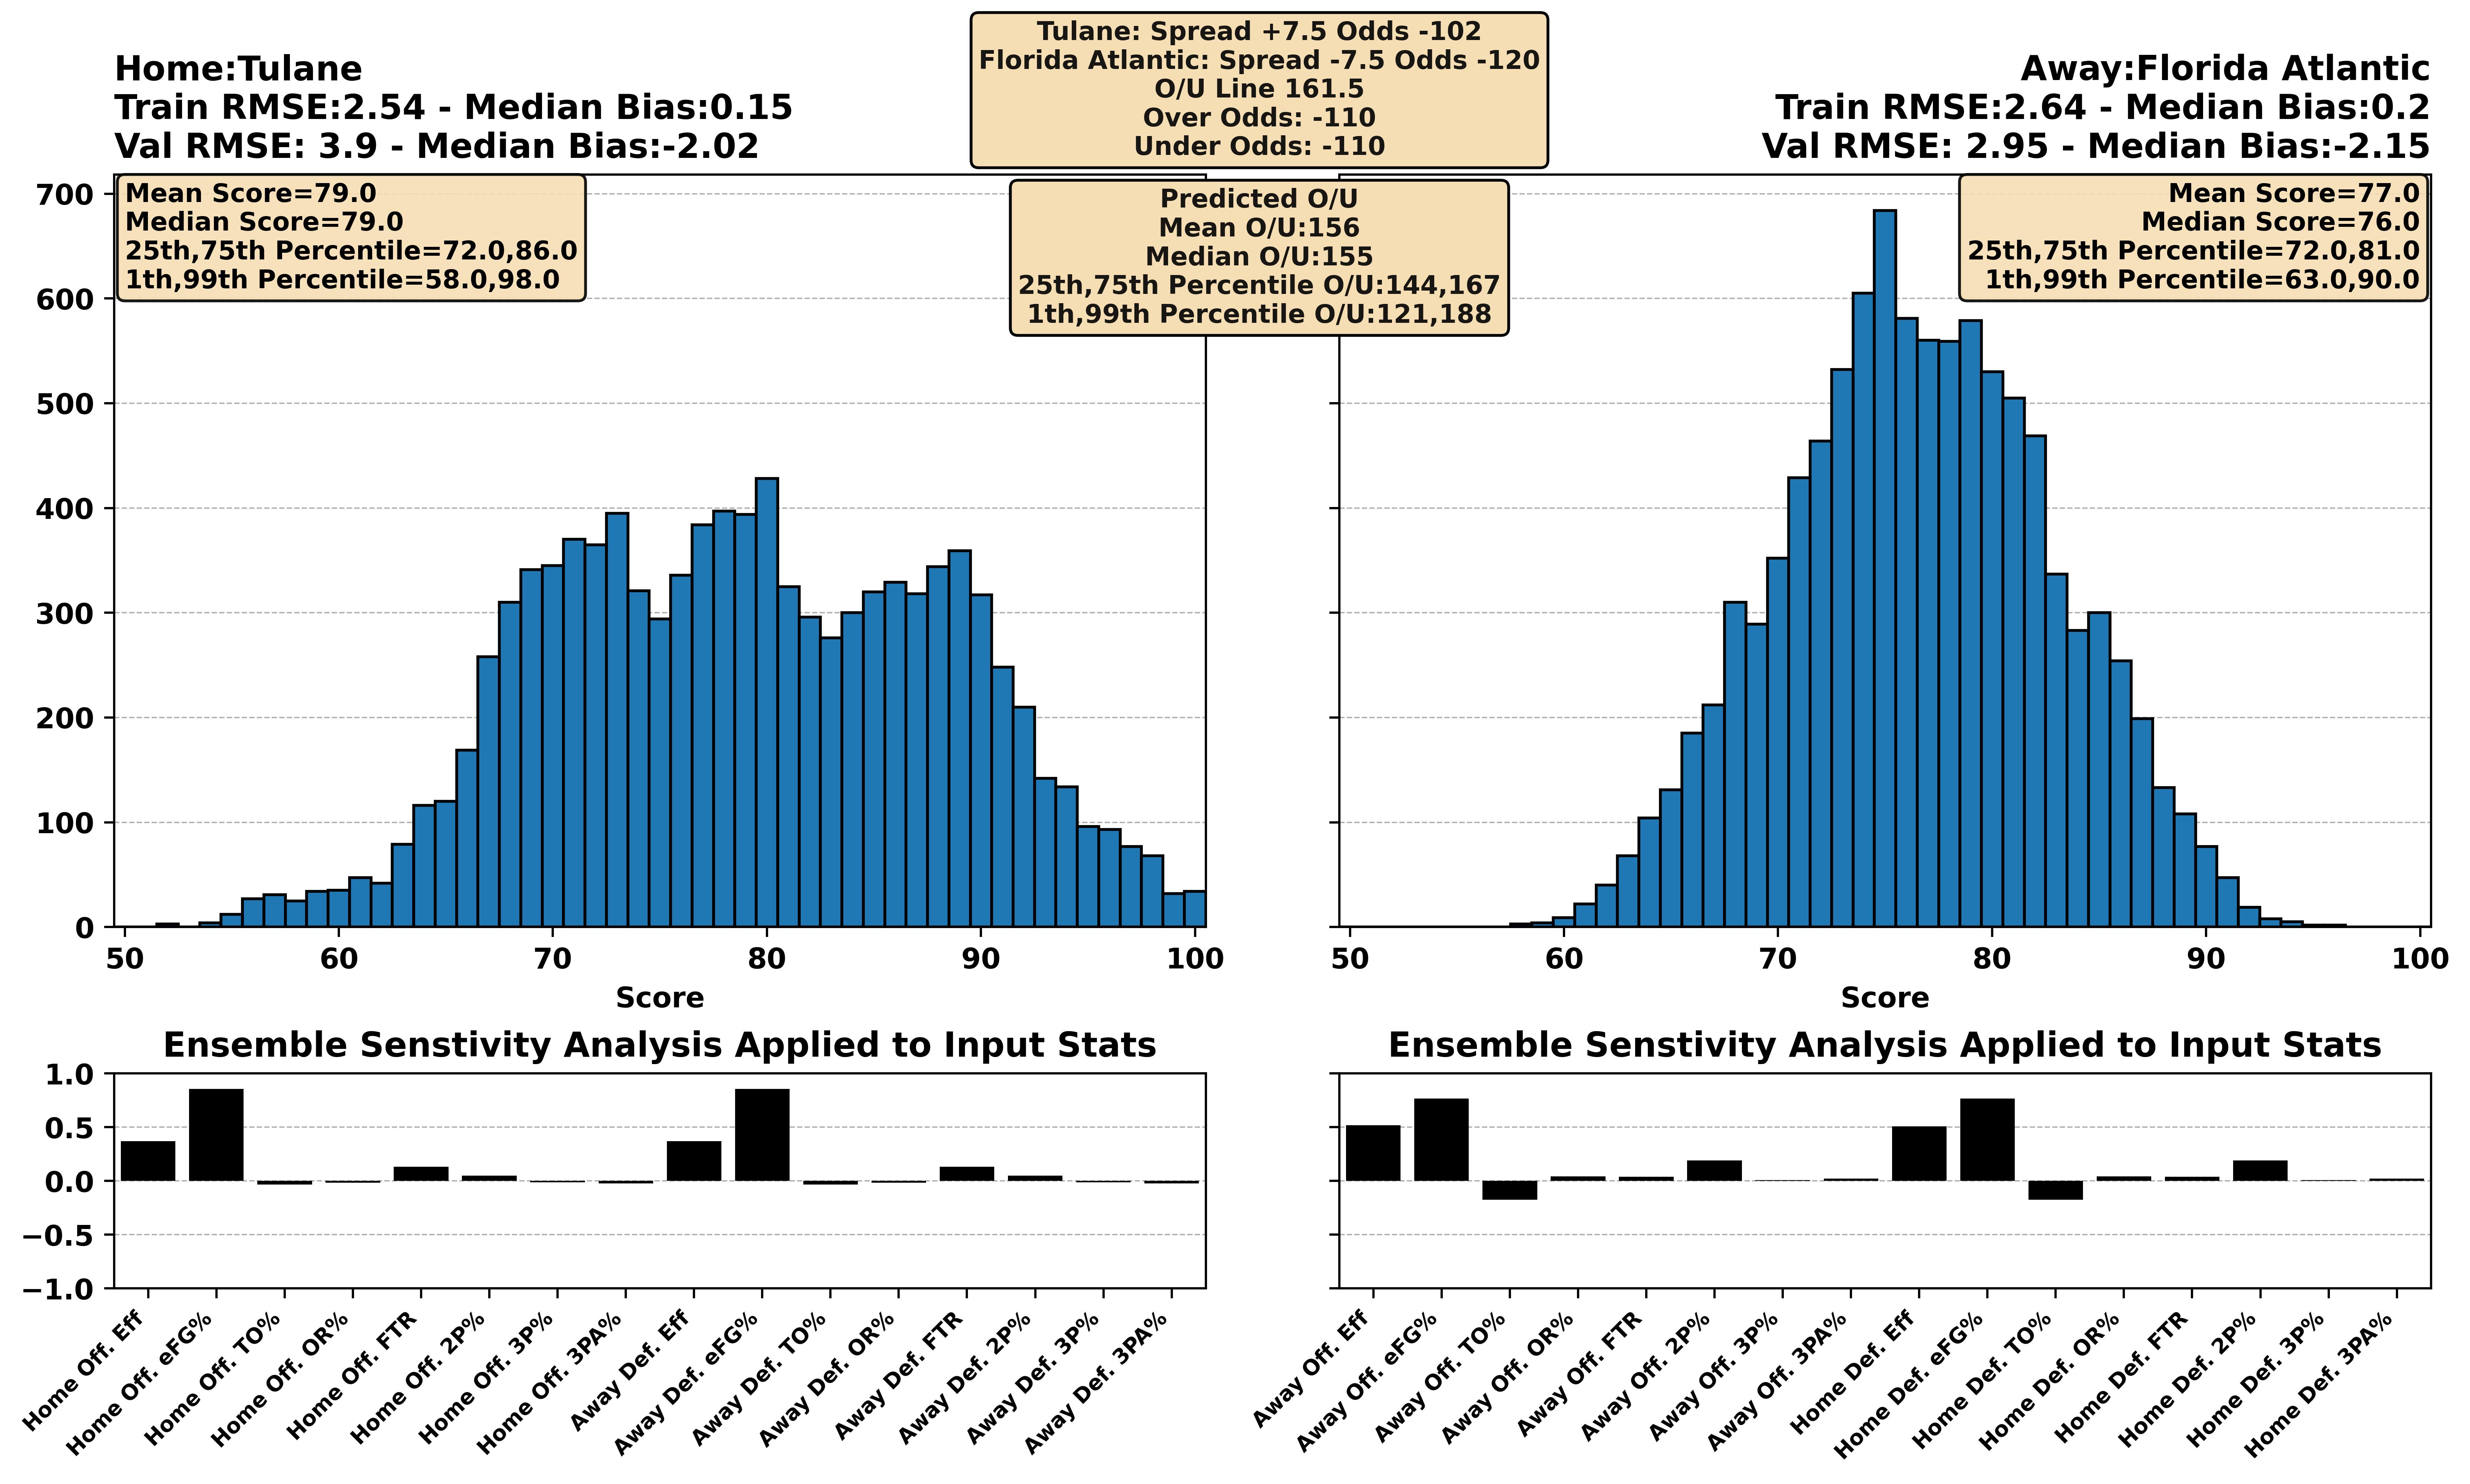 Tulane: Spread +7.5 Odds -102
Florida Atlantic: Spread -7.5 Odds -120
O/U Line 161.5
Over Odds: -110
Under Odds: -110
Home:Tulane
Train RMSE:2.54 - Median Bias:0.15
Val RMSE: 3.9 - Median Bias:-2.02
Away:Florida Atlantic
Train RMSE:2.64 - Median Bias:0.2
Val RMSE: 2.95 - Median Bias:-2.15
Mean Score=79.0
Median Score=79.0
25th,75th Percentile=72.0,86.0
1th,99th Percentile=58.0,98.0
Predicted O/U
Mean O/U:156
Median O/U:155
25th,75th Percentile O/U:144,167
1th,99th Percentile O/U:121,188
Mean Score=77.0
Median Score=76.0
25th,75th Percentile=72.0,81.0
1th,99th Percentile=63.0,90.0
700
600
500
400
300
200
100
0
50 60 70 80 90 100
Score
50 60 70 80 90 100
Score
Ensemble Senstivity Analysis Applied to Input Stats
1.0
0.5
0.0
−0.5
−1.0
Home Off. Eff
Home Off. eFG%
Home Off. TO%
Home Off. OR%
Home Off. FTR
Home Off. 2P%
Home Off. 3P%
Home Off. 3PA%
Away Def. Eff
Away Def. eFG%
Away Def. TO%
Away Def. OR%
Away Def. FTR
Away Def. 2P%
Away Def. 3P%
Away Def. 3PA%
Ensemble Senstivity Analysis Applied to Input Stats
Away Off. Eff
Away Off. eFG%
Away Off. TO%
Away Off. OR%
Away Off. FTR
Away Off. 2P%
Away Off. 3P%
Away Off. 3PA%
Home Def. Eff
Home Def. eFG%
Home Def. TO%
Home Def. OR%
Home Def. FTR
Home Def. 2P%
Home Def. 3P%
Home Def. 3PA%